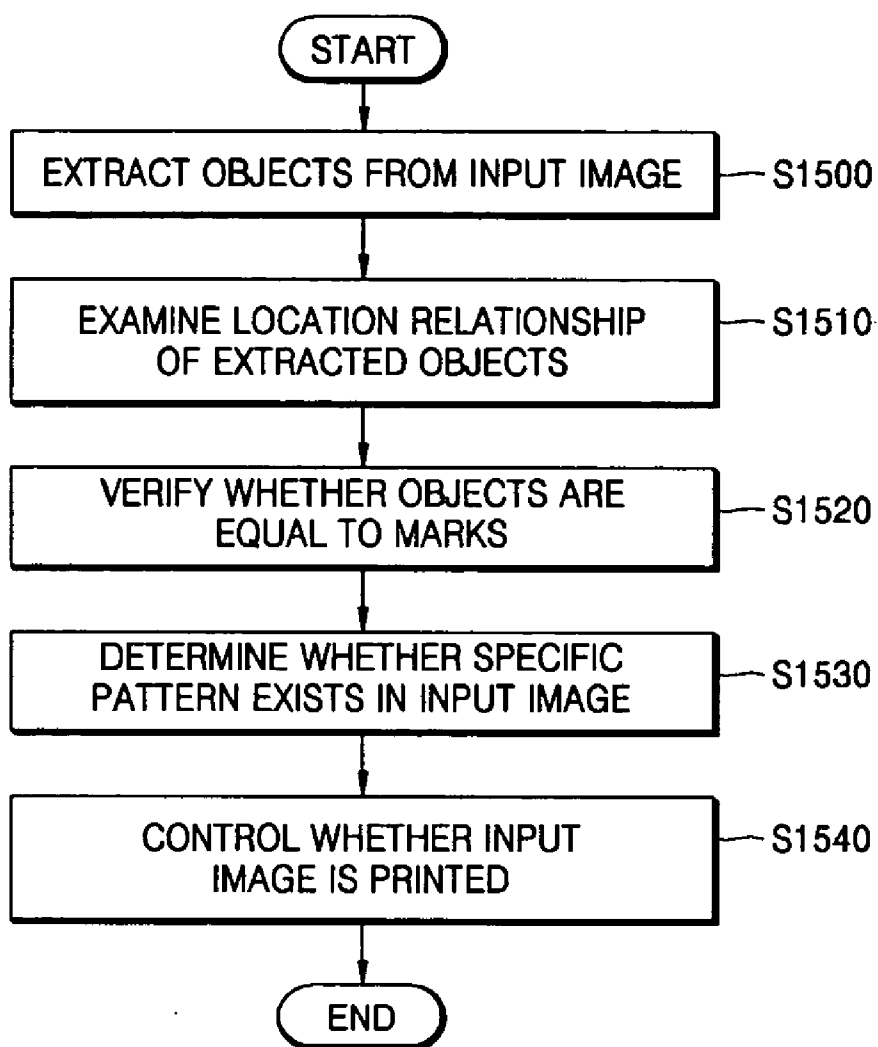 START
EXTRACT OBJECTS FROM INPUT IMAGE
S1500
EXAMINE LOCATION RELATIONSHIP
OF EXTRACTED OBJECTS
S1510
VERIFY WHETHER OBJECTS ARE
EQUAL TO MARKS
S1520
DETERMINE WHETHER SPECIFIC
PATTERN EXISTS IN INPUT IMAGE
S1530
CONTROL WHETHER INPUT
IMAGE IS PRINTED
S1540
END